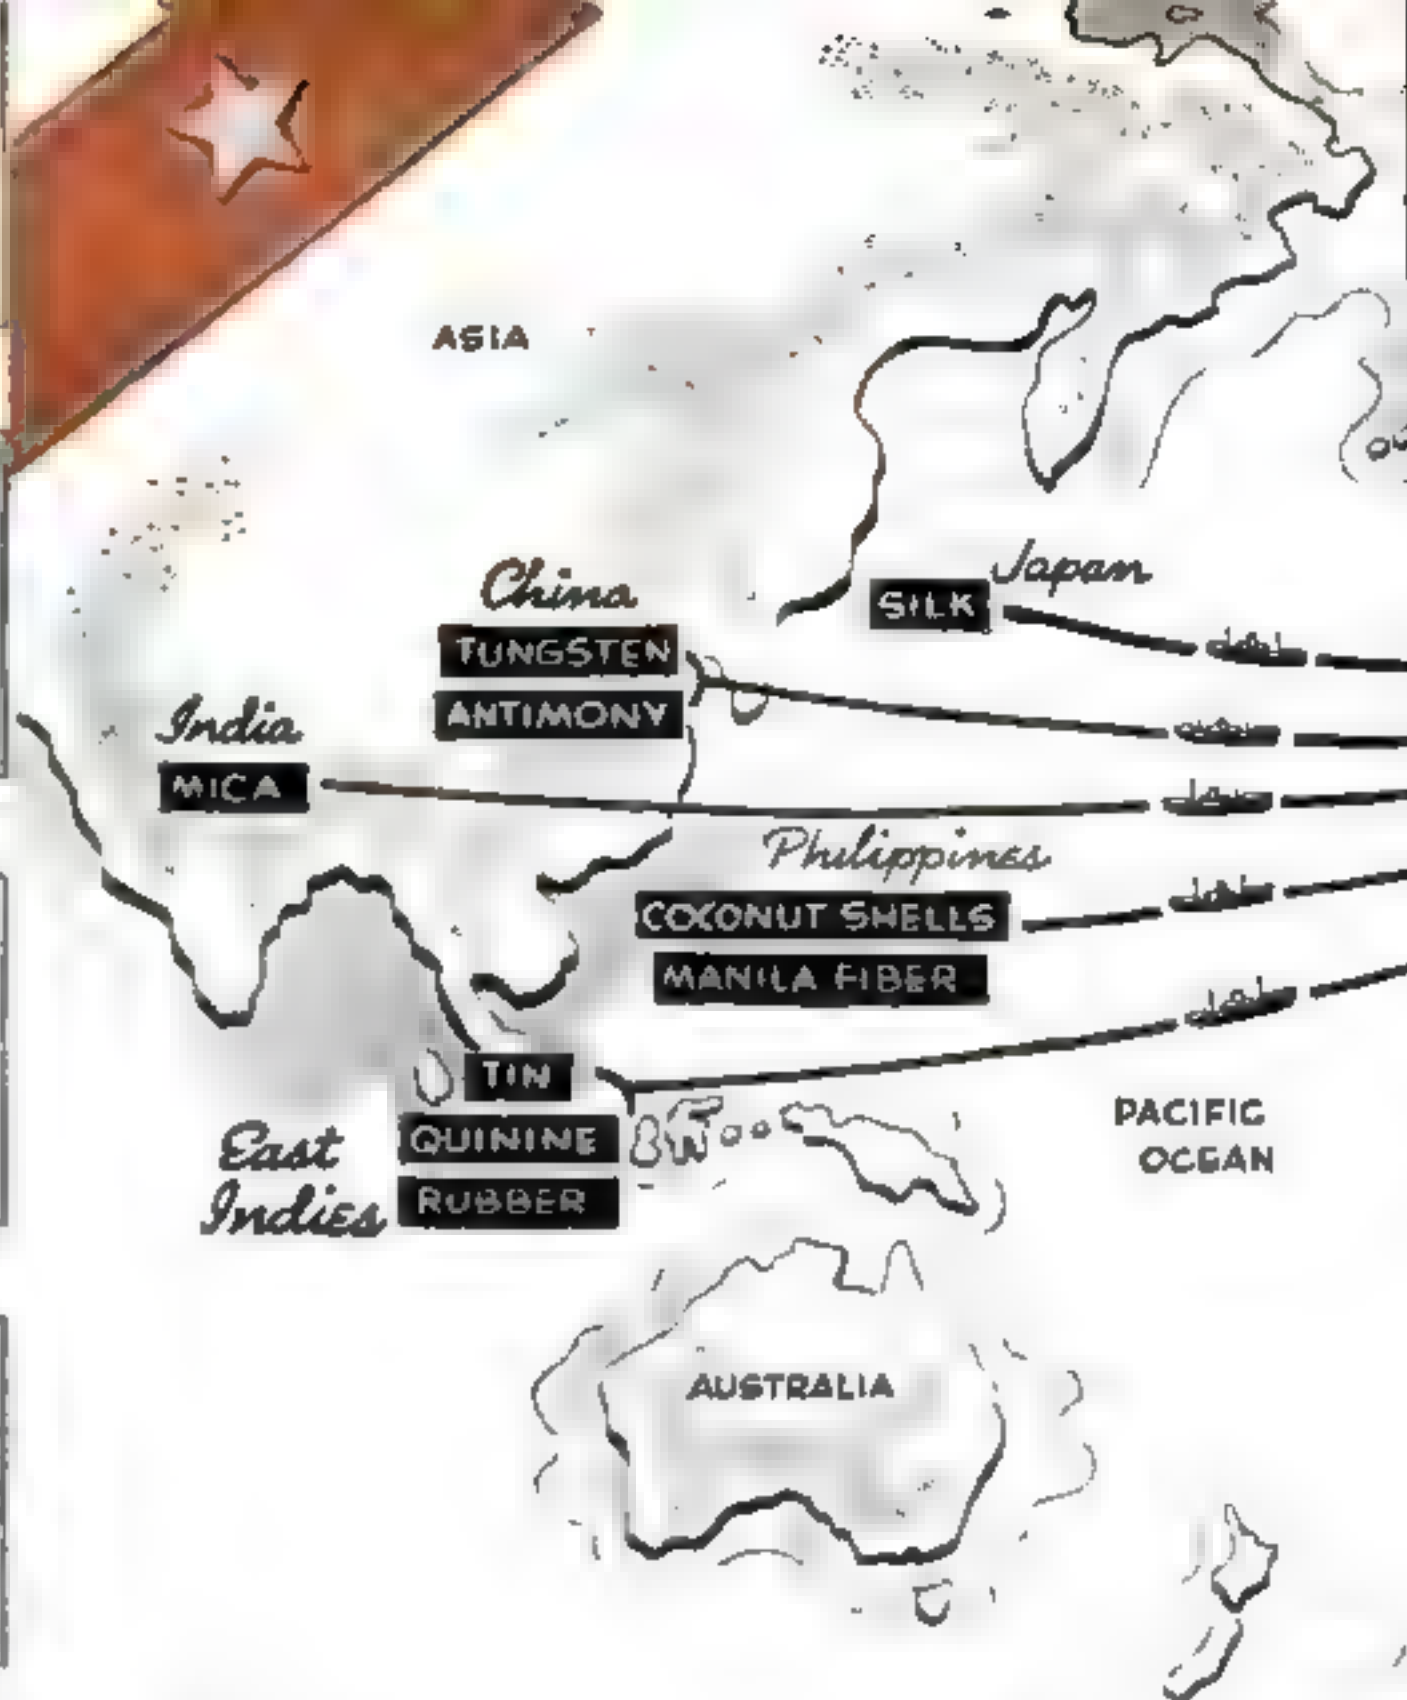 ASIA
China
TUNGSTEN
ANTIMONY
Japan
SILK
India
MICA
Philippines
COCONUT SHELLS
MANILA FIBER
TIN
East
Indies
QUININE
RUBBER
PACIFIC
OCEAN
AUSTRALIA